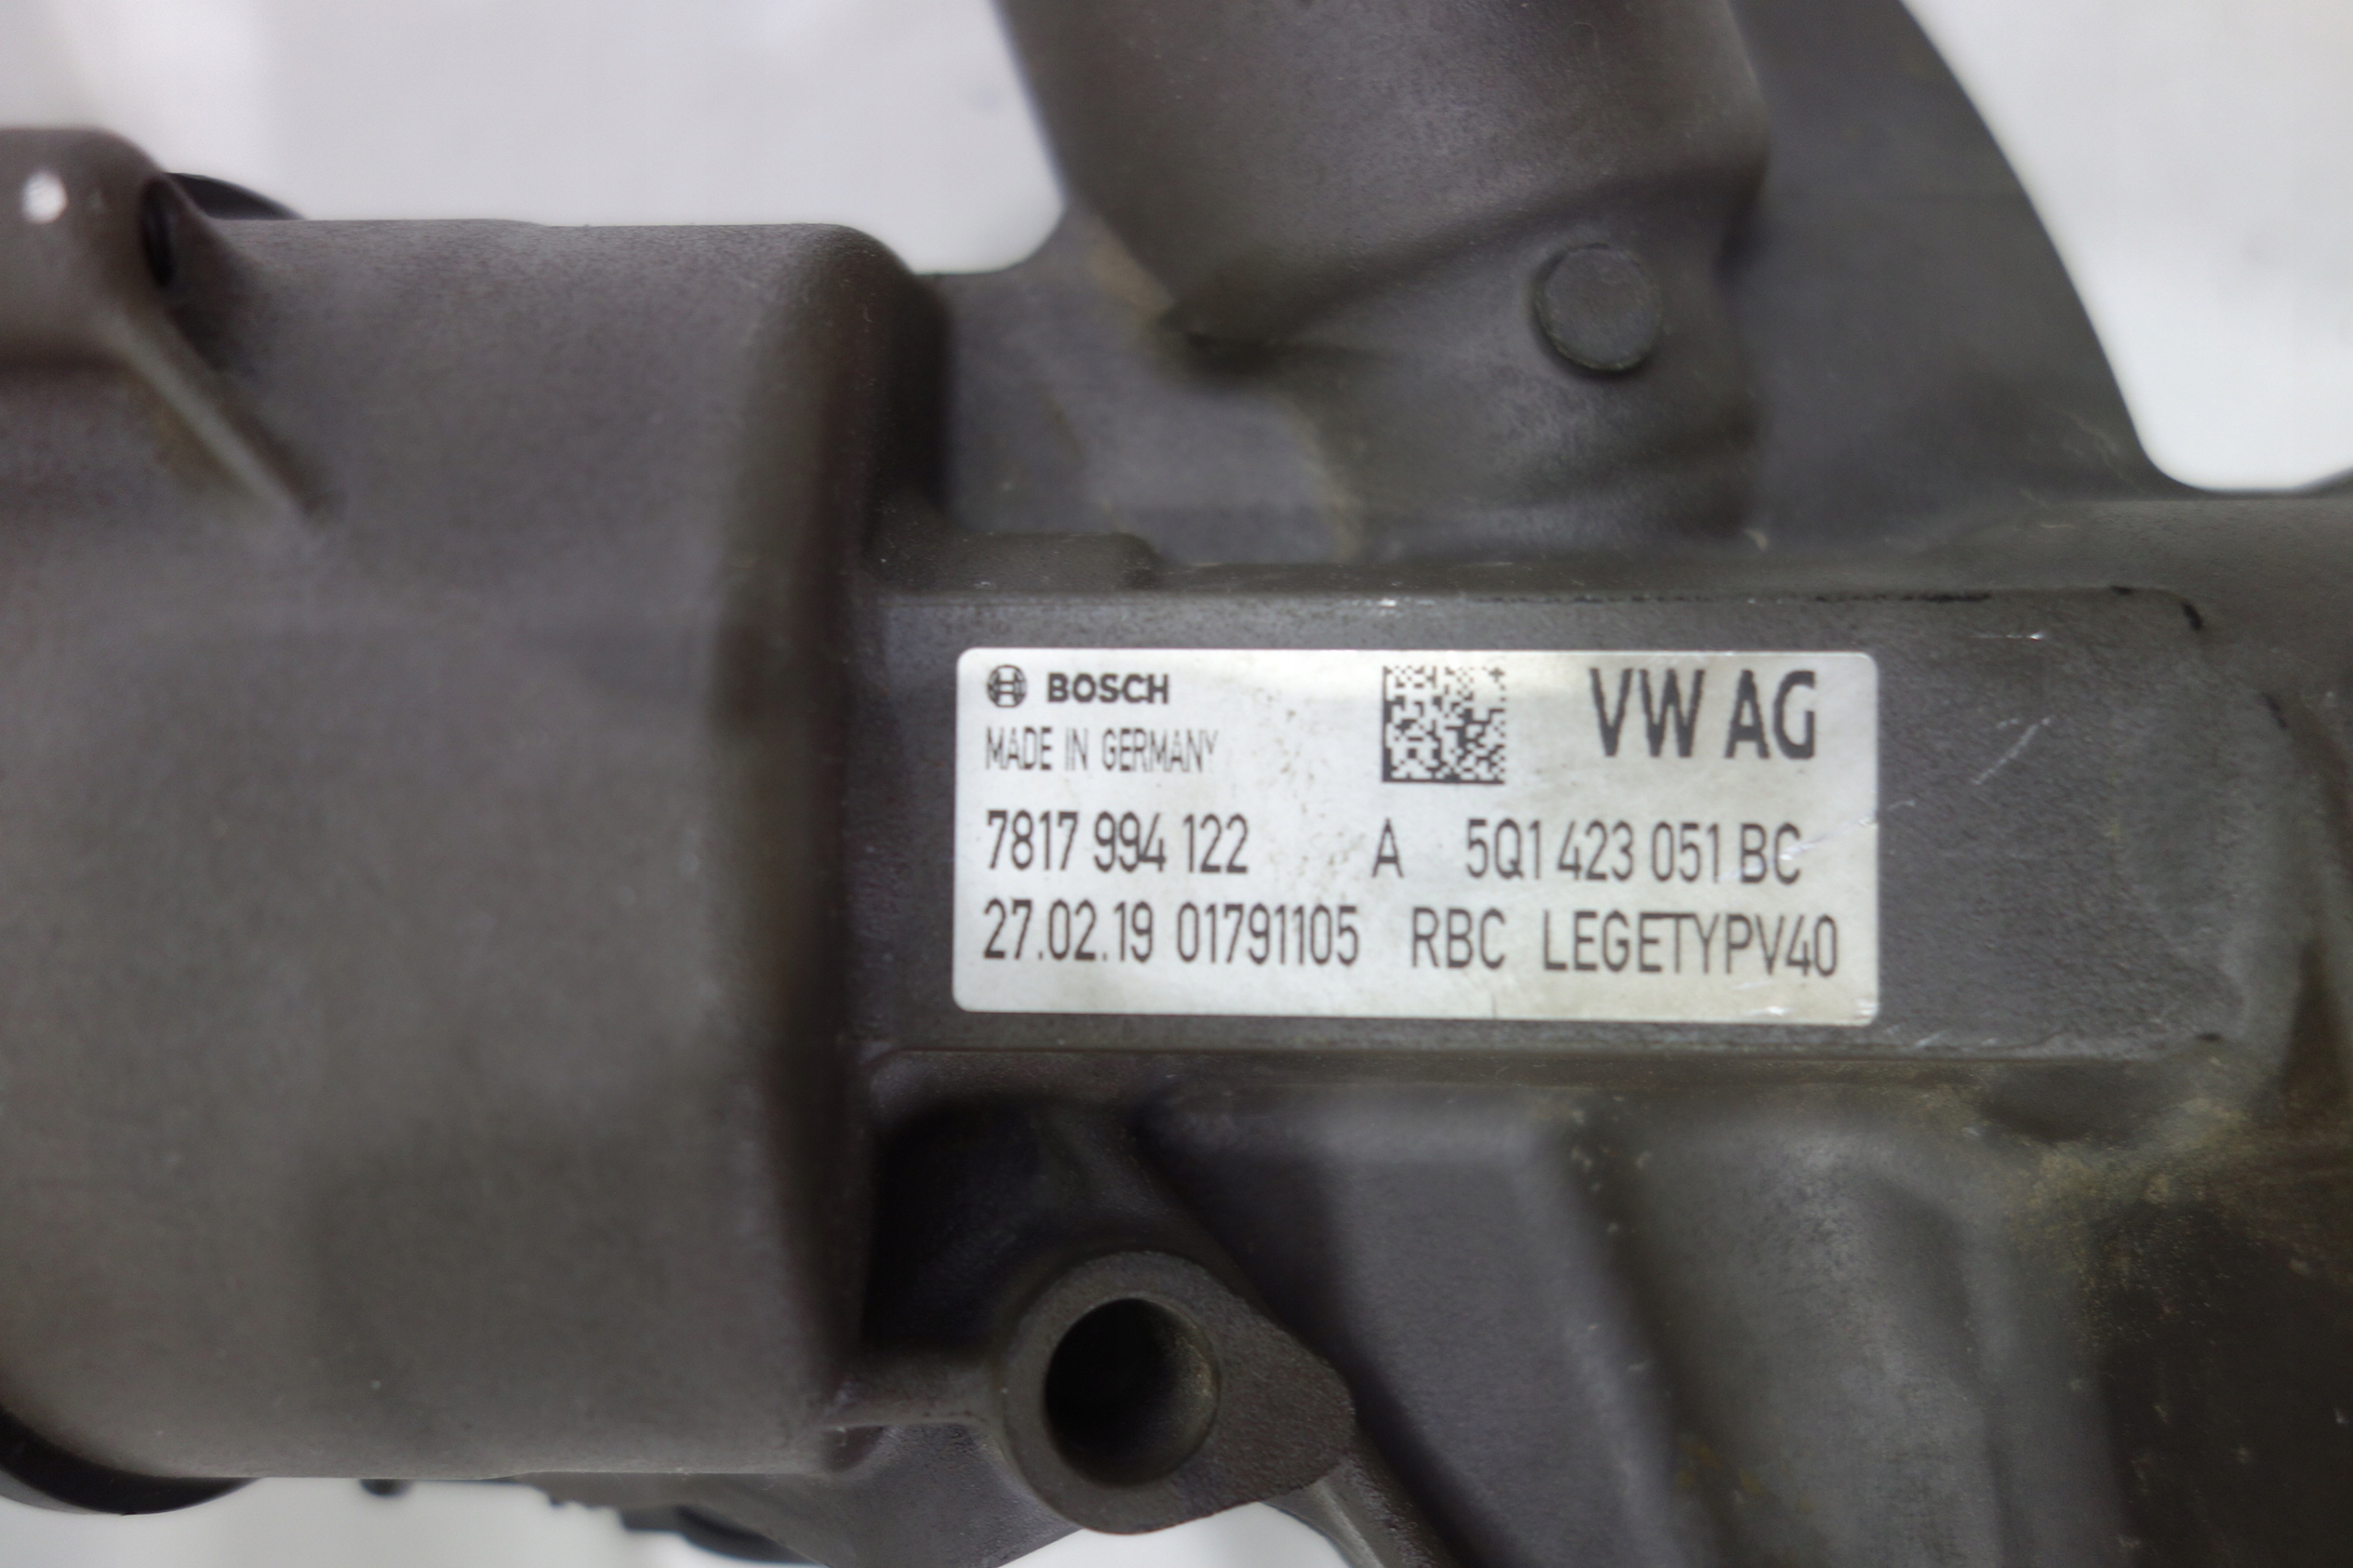 BOSCH VW AG
MADE IN GERMANY
7817 994 122 A 5Q1 423 051 BC
27.02.19 01791105 RBC LEGETYPV40